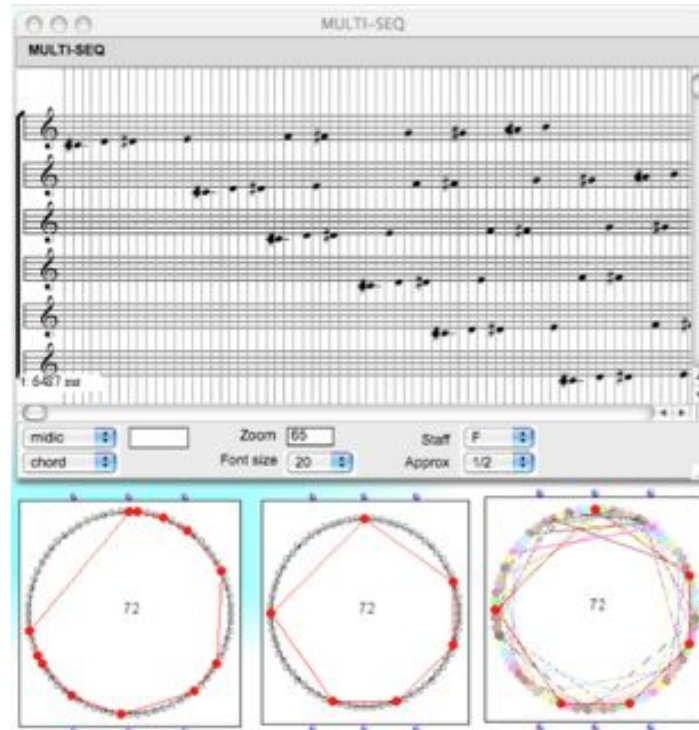 MULTI-SEQ
MULTI-SEQ
midic
Zoom 65
Staff F
chord
Font size 20
Approx 1/2
72
72
72